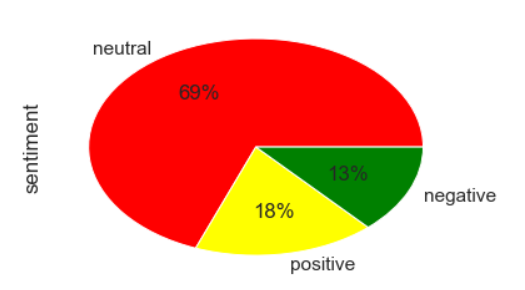 neutral
69%
sentiment
13%
negative
18%
positive